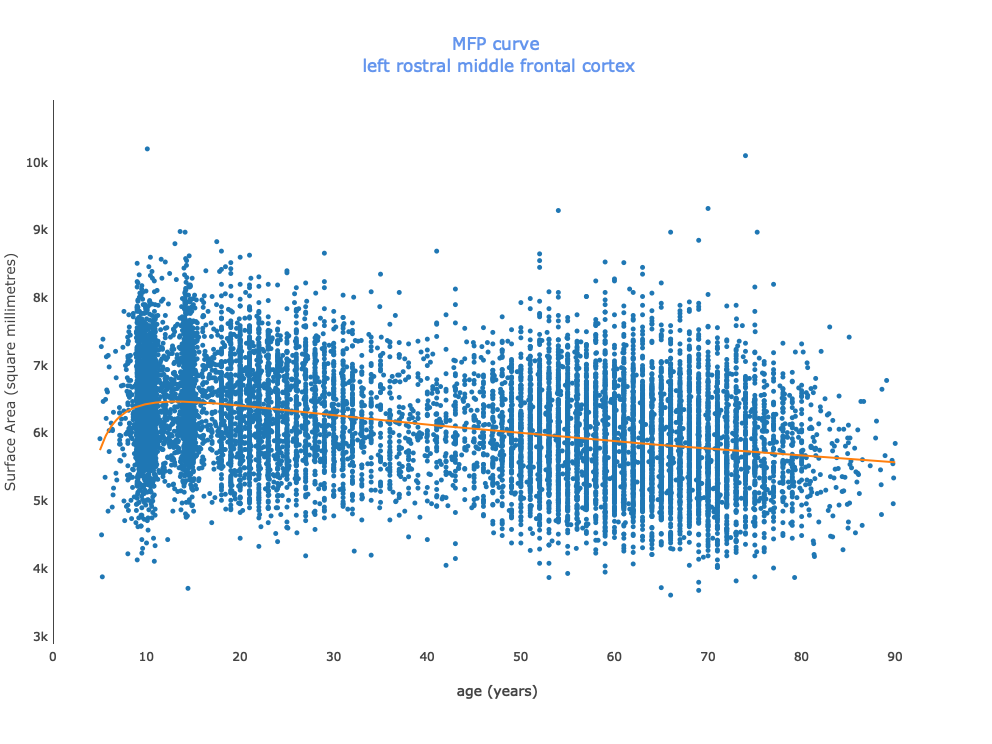 MFP curve
left rostral middle frontal cortex
Surface Area (square millimetres)
10k
9k
8k
7k
6k
5k
4k
3k
0 10 20 30 40 50 60 70 80 90
age (years)